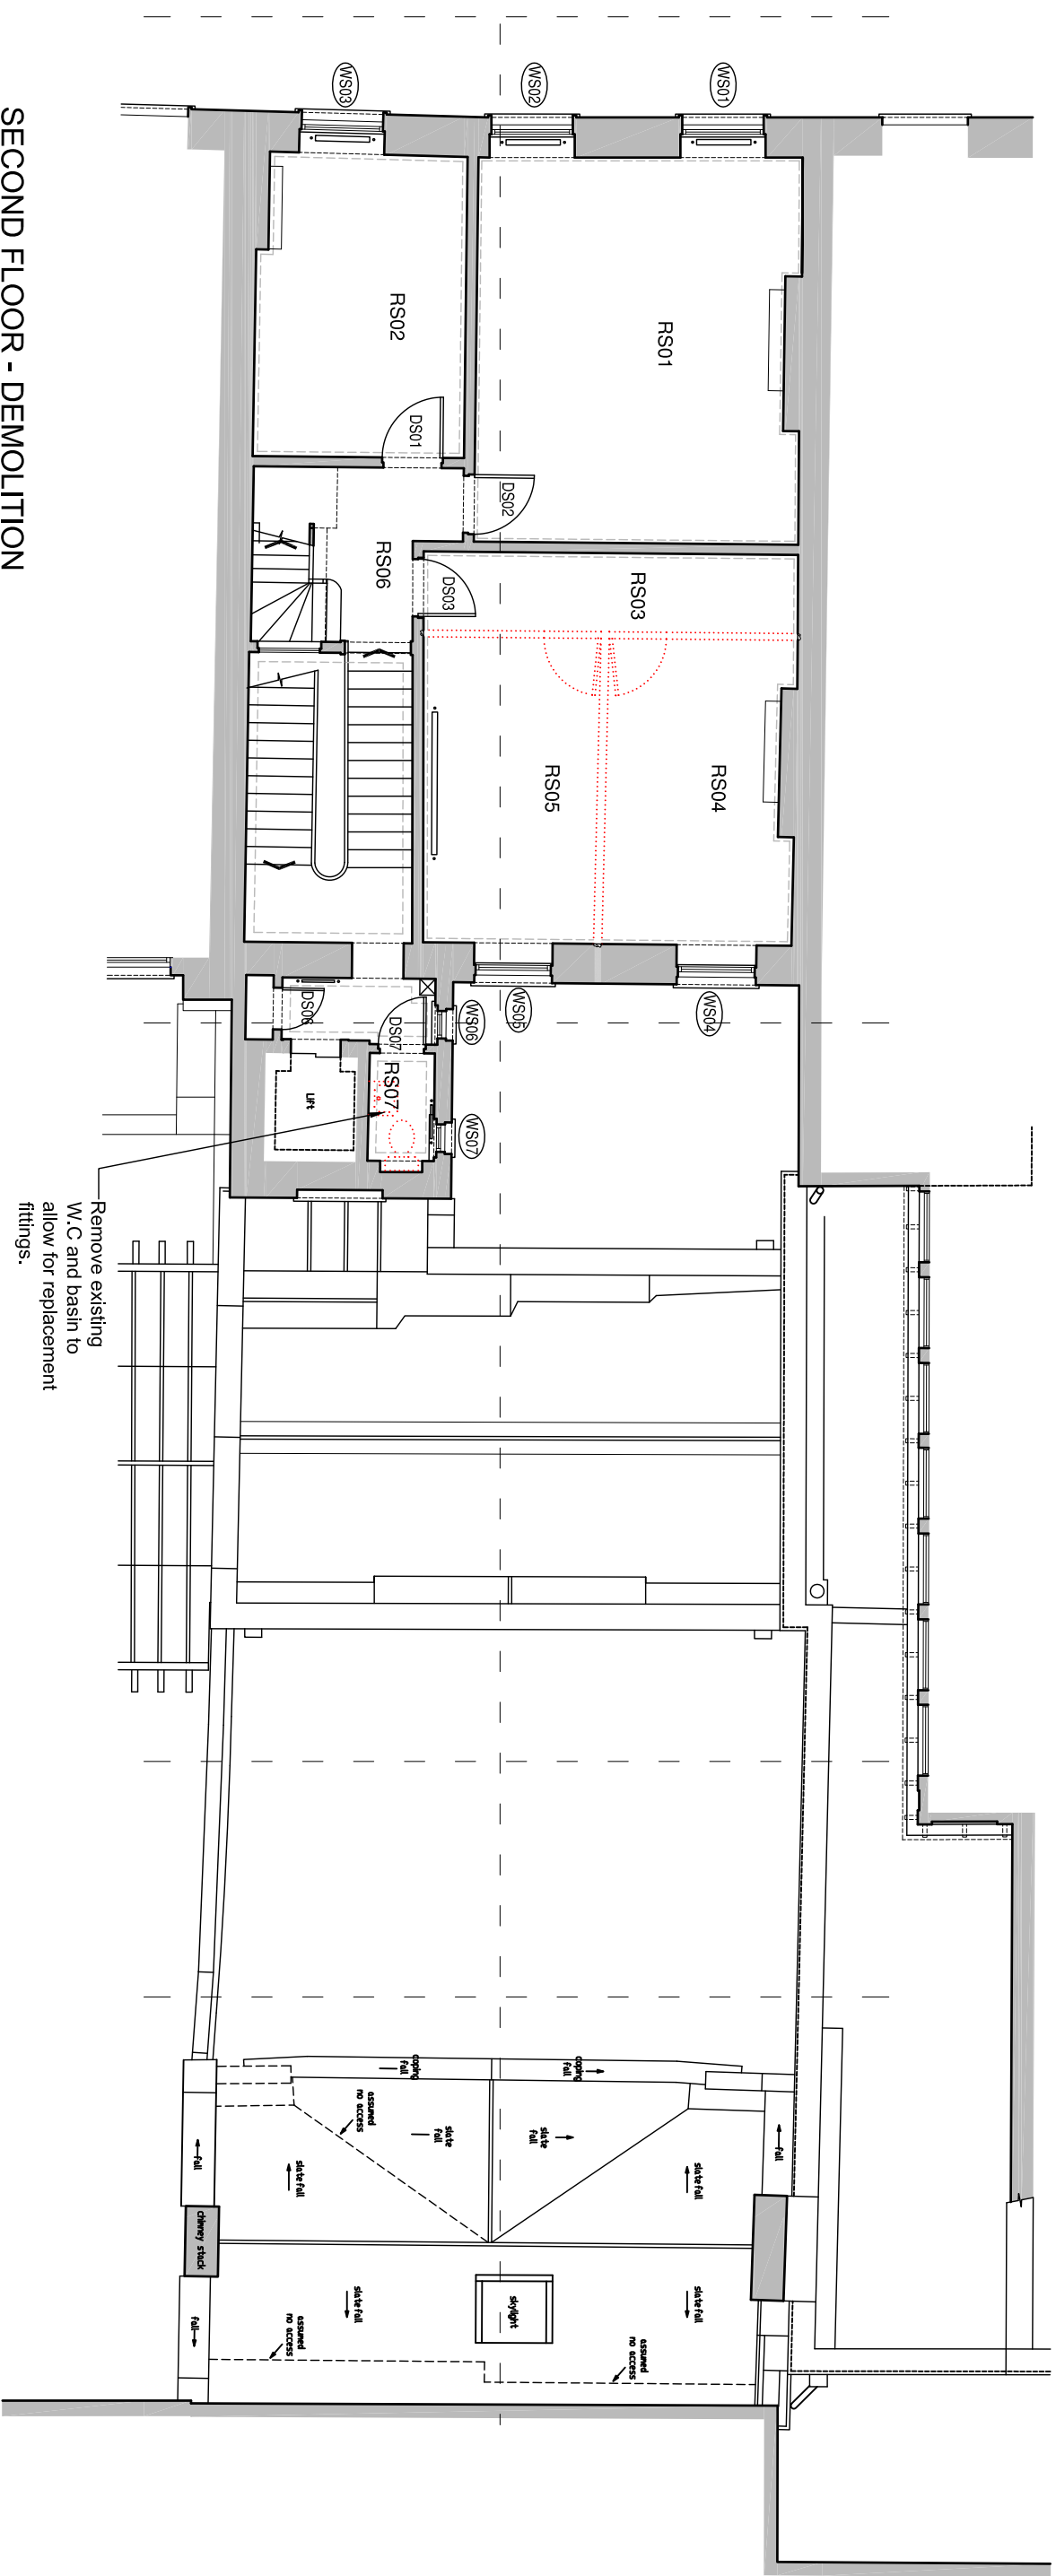 SECOND FLOOR - DEMOLITION
WS03
WS02
WS01
RS02
RS01
DS01
DS02
RS06
DS03
RS03
RS05
RS04
DS06
DS07
WS06
WS05
WS04
RS07
Lift
WS07
Remove existing
W.C and basin to
allow for replacement
fittings.
coping
fall
coping
fall
assumed
no access
slate
fall
slate
fall
fall
slate fall
slate fall
fall
chimney stack
slate fall
skylight
slate fall
fall
assumed
no access
assumed
no access